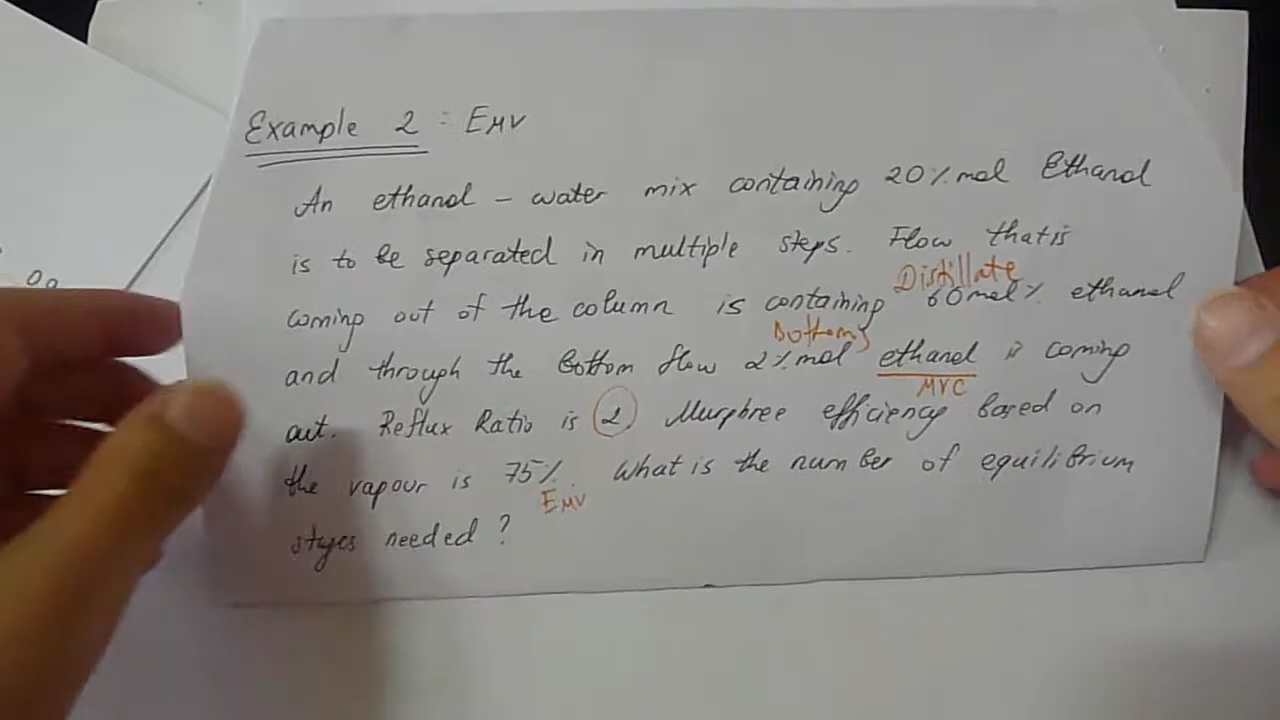 Example 2 : EMV
An ethanol - water mix containing 20%mol Ethanol
is to be separated in multiple steps. Flow that is
Distillate
coming out of the column is containing 60mol% ethanol
Bottoms
and through the bottom flow 2%mol ethanol is coming
MVC
out. Reflux Ratio is 2. Murphree efficiency based on
the vapour is 75%. What is the number of equilibrium
EMV
stages needed?